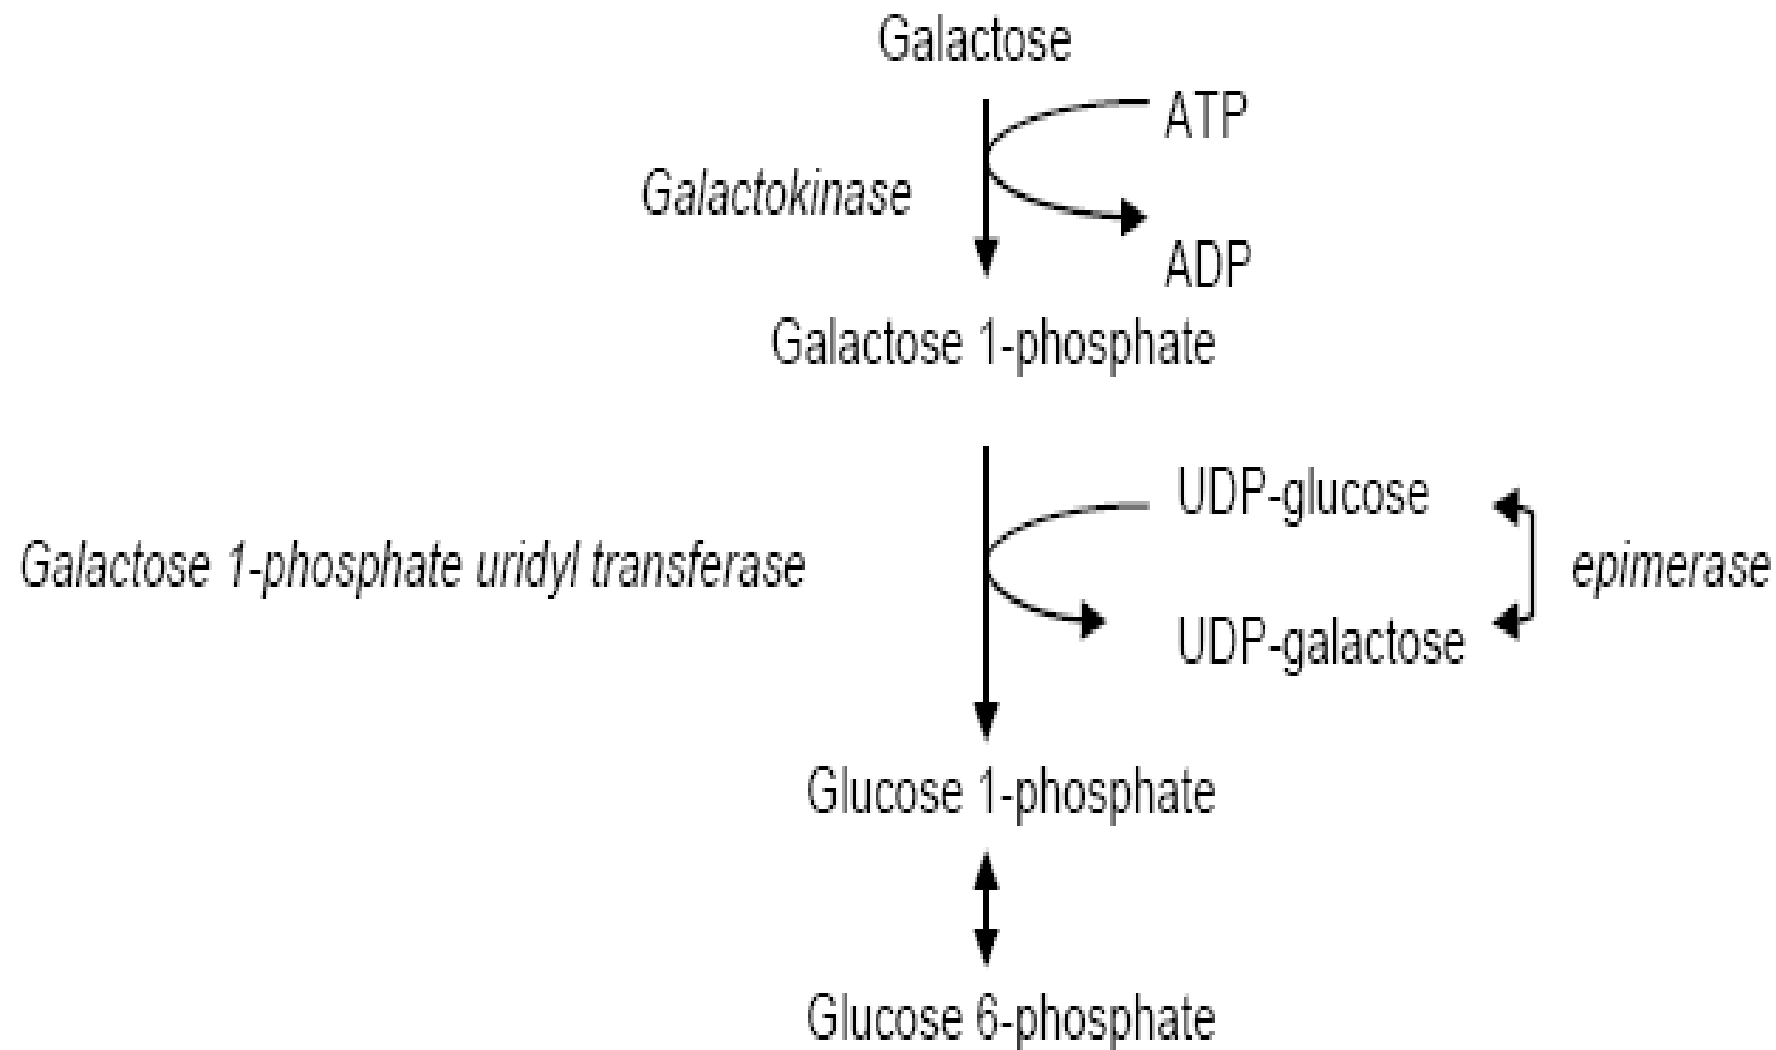 Galactose
ATP
Galactokinase
ADP
Galactose 1-phosphate
UDP-glucose
Galactose 1-phosphate uridyl transferase
epimerase
UDP-galactose
Glucose 1-phosphate
Glucose 6-phosphate